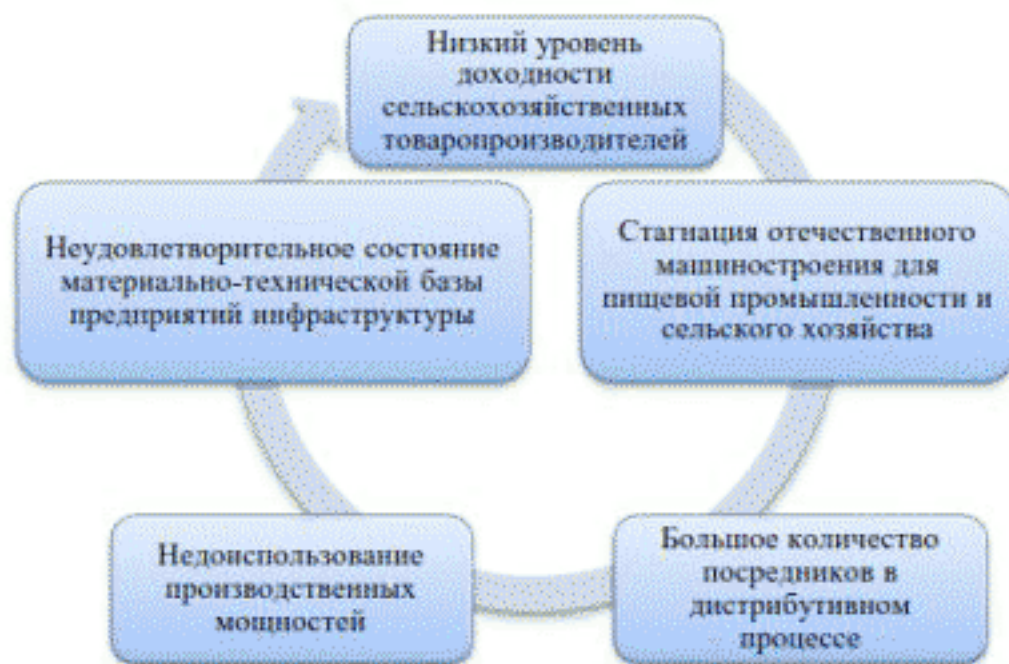 Низкий уровень
доходности
сельскохозяйственных
товаропроизводителей
Стагнация отечественного
машиностроения для
пищевой промышленности и
сельского хозяйства
Большое количество
посредников в
дистрибутивном
процессе
Недоиспользование
производственных
мощностей
Неудовлетворительное состояние
материально-технической базы
предприятий инфраструктуры